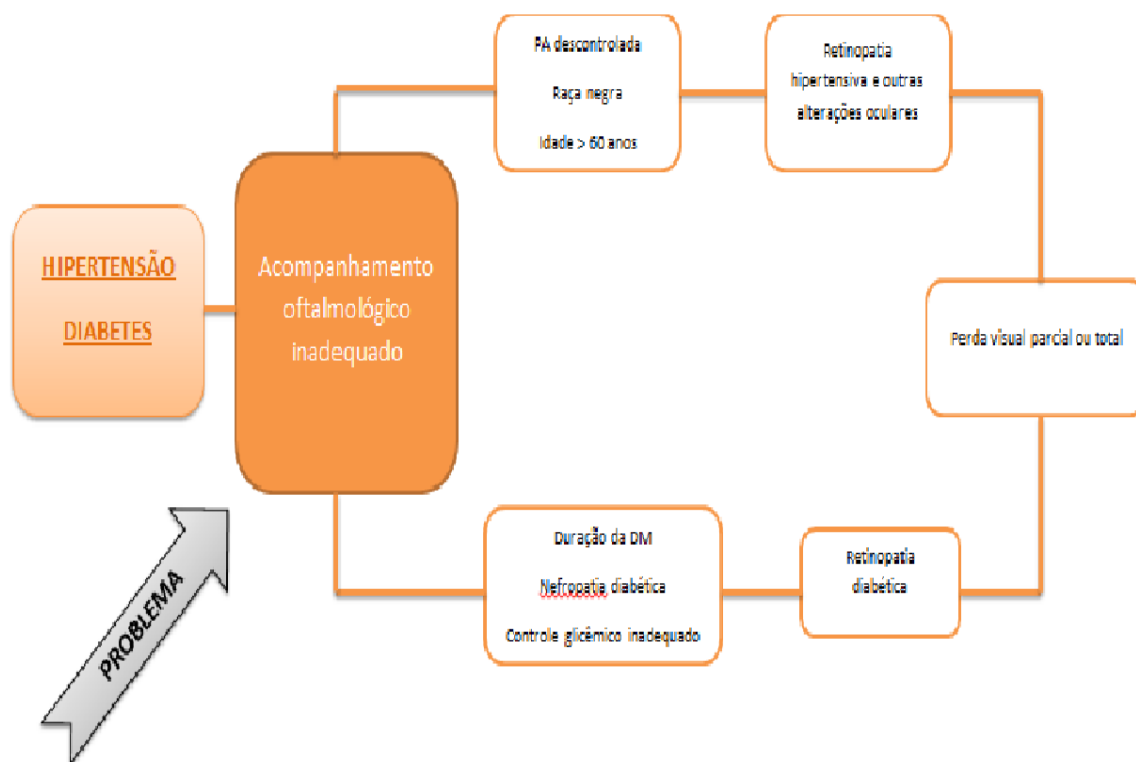 HIPERTENSÃO
DIABETES
Acompanhamento
oftalmológico
inadequado
PA descontrolada
Raça negra
Idade > 60 anos
Retinopatia
hipertensiva e outras
alterações oculares
Perda visual parcial ou total
Duração da DM
Nefropatia diabética
Controle glicêmico inadequado
Retinopatia
diabética
PROBLEMA